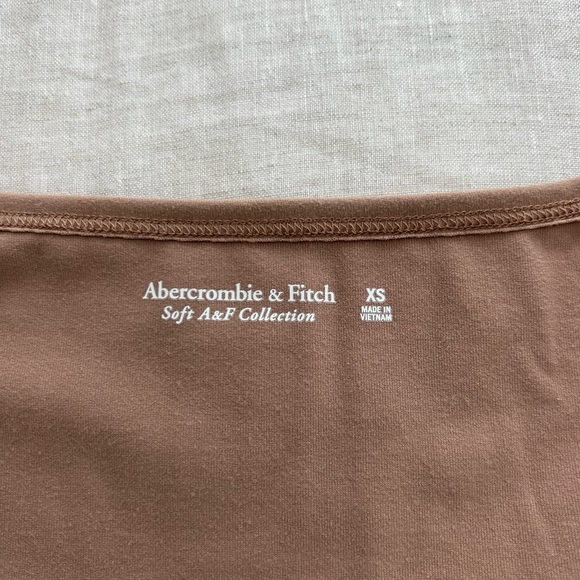 Abercrombie & Fitch
Soft A&F Collection
XS
MADE IN
VIETNAM